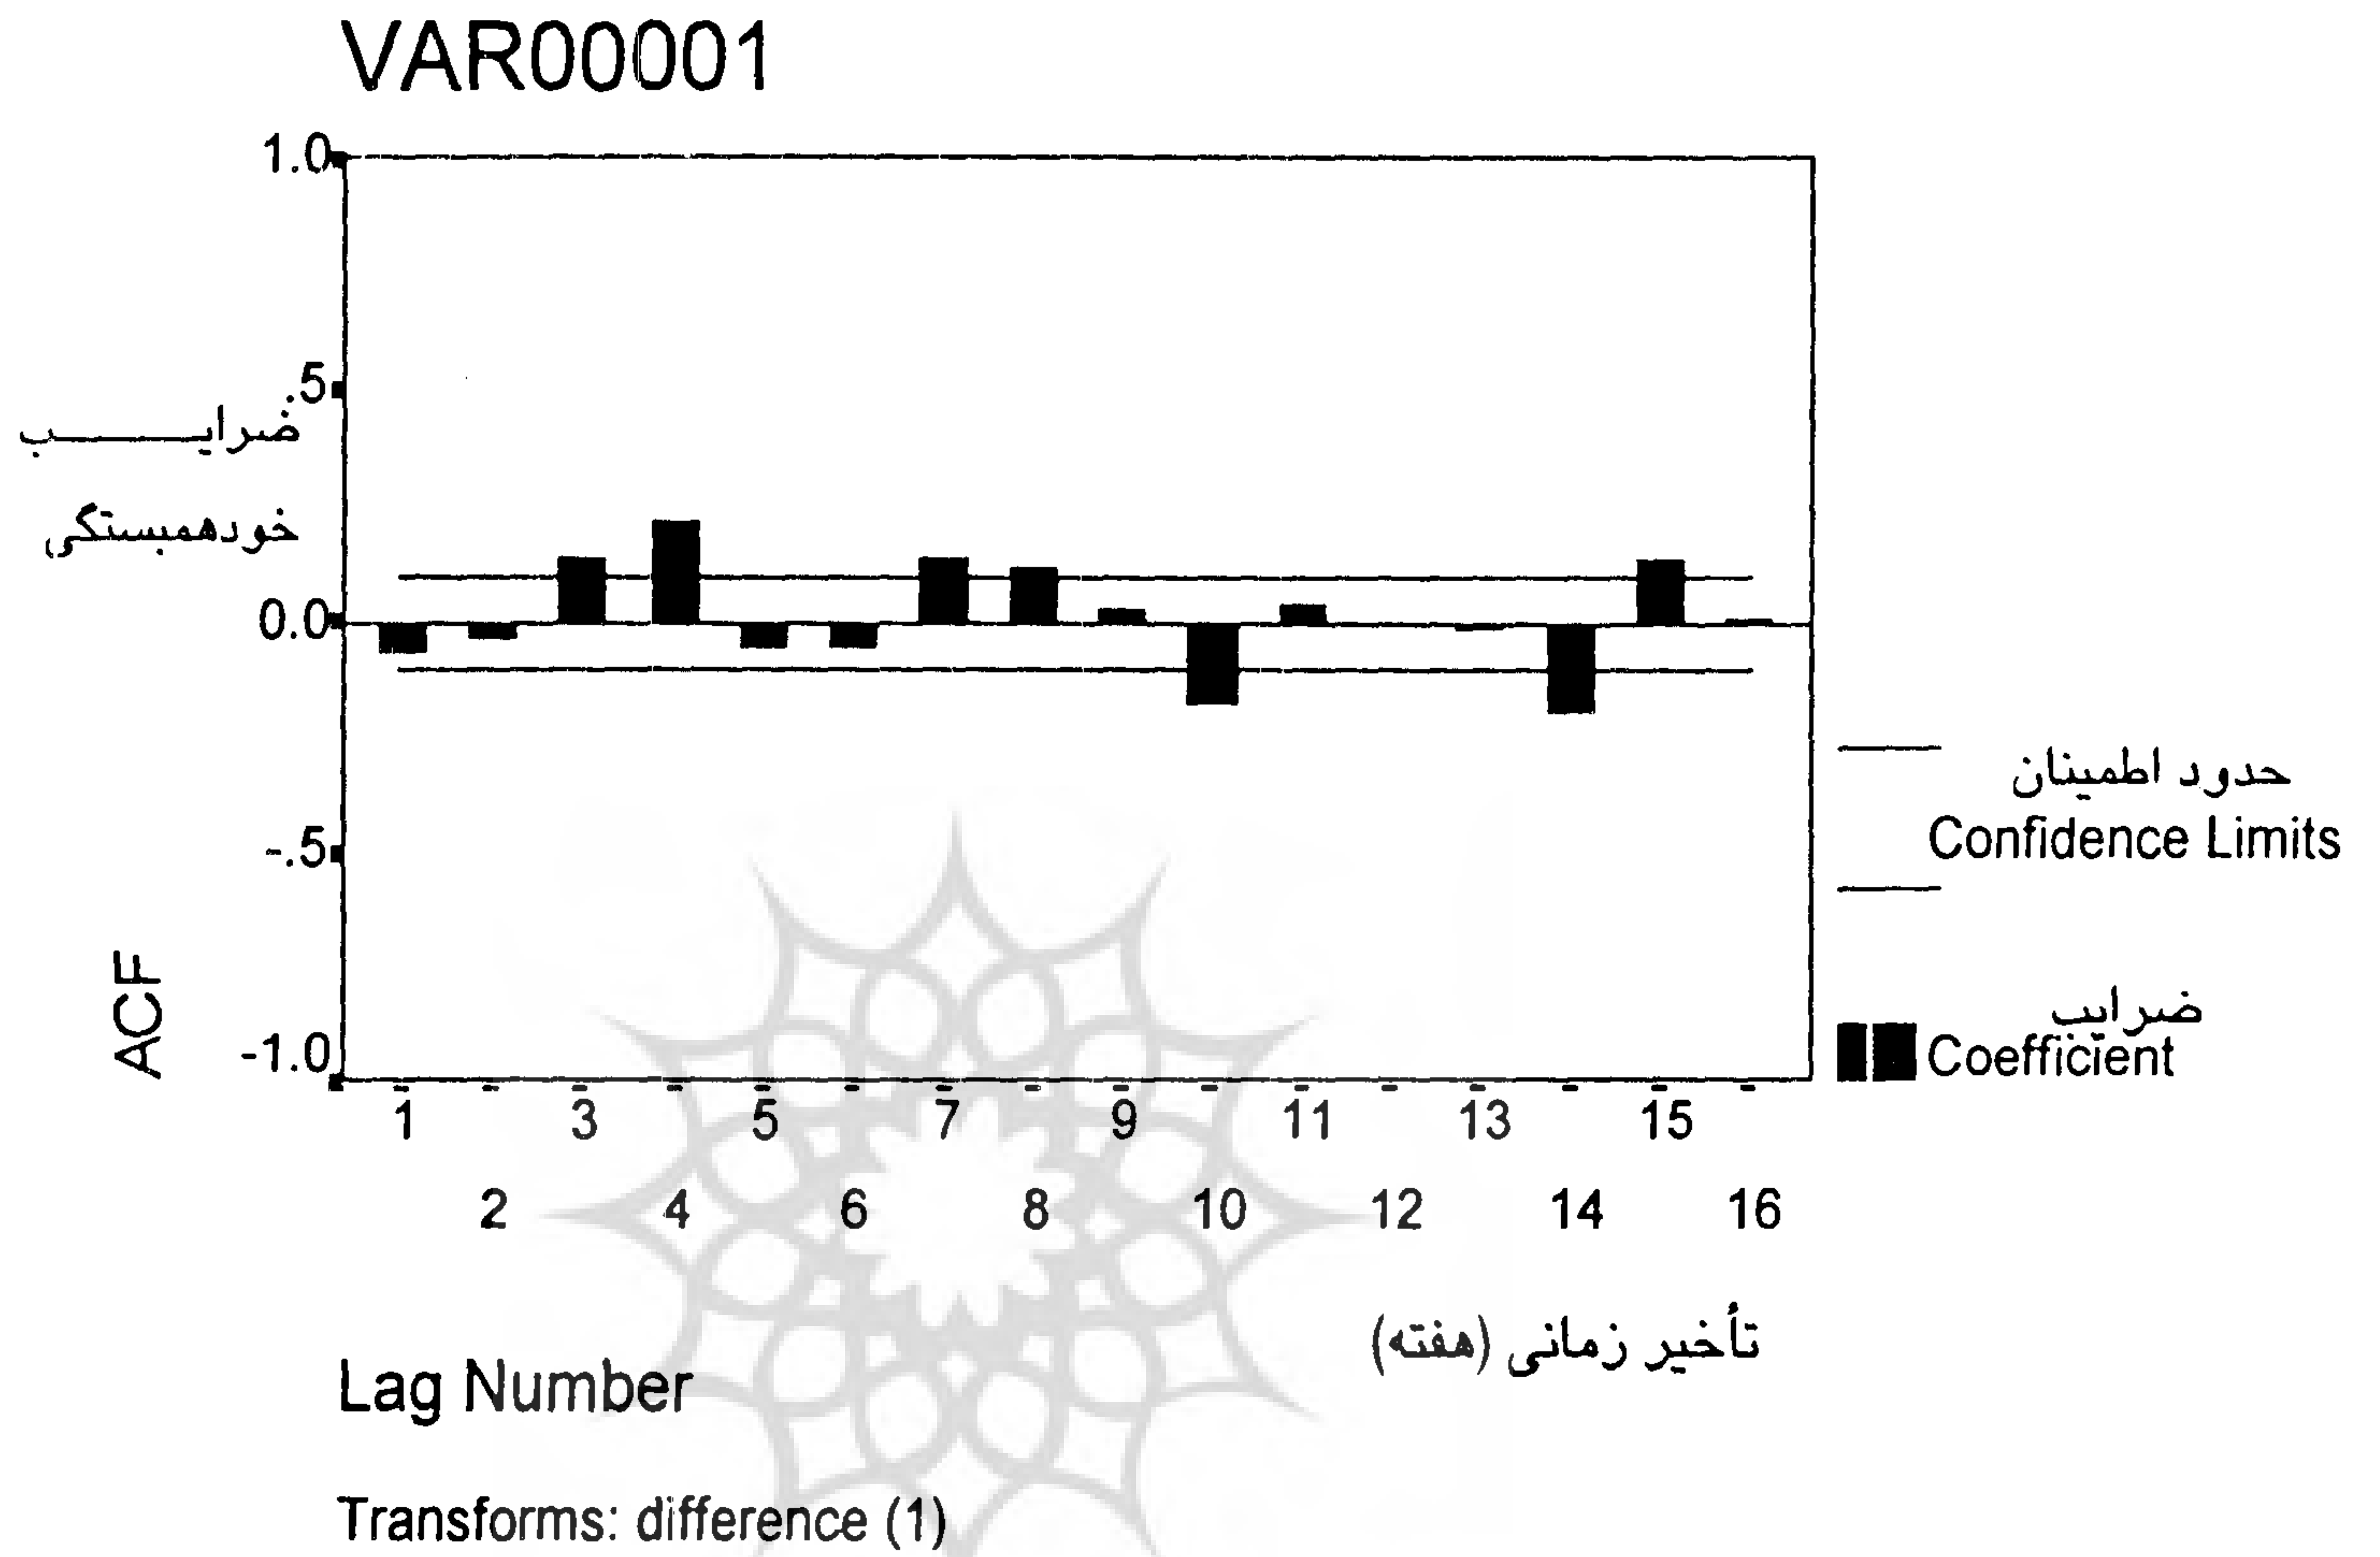 VAR00001
1.0
.5
ضرایـــــــــب
خودهمبستگی
0.0
-.5
-1.0
ACF
حدود اطمینان
Confidence Limits
ضرایب
Coefficient
1 3 5 7 9 11 13 15
2 4 6 8 10 12 14 16
تأخیر زمانی (هفته)
Lag Number
Transforms: difference (1)